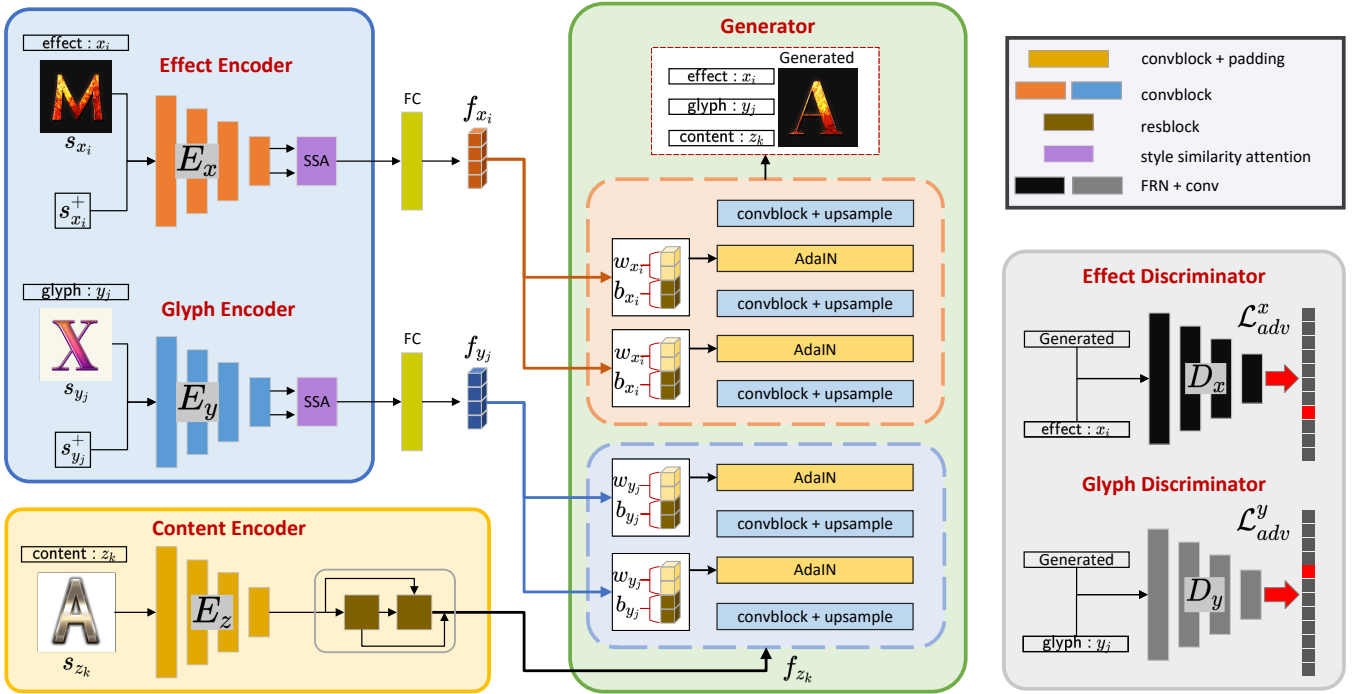 effect : x_i
Effect Encoder
M
s_{x_i}
s^+_{x_i}
E_x
SSA
FC
f_{x_i}
glyph : y_j
Glyph Encoder
X
s_{y_j}
s^+_{y_j}
E_y
SSA
FC
f_{y_j}
Content Encoder
content : z_k
A
s_{z_k}
E_z
f_{z_k}
Generator
Generated
effect : x_i
glyph : y_j
content : z_k
A
convblock + upsample
w_{x_i}
b_{x_i}
AdaIN
convblock + upsample
w_{x_i}
b_{x_i}
AdaIN
convblock + upsample
w_{y_j}
b_{y_j}
AdaIN
convblock + upsample
w_{y_j}
b_{y_j}
AdaIN
convblock + upsample
convblock + padding
convblock
resblock
style similarity attention
FRN + conv
Effect Discriminator
Generated
effect : x_i
D_x
ℒ^x_{adv}
Glyph Discriminator
Generated
glyph : y_j
D_y
ℒ^y_{adv}